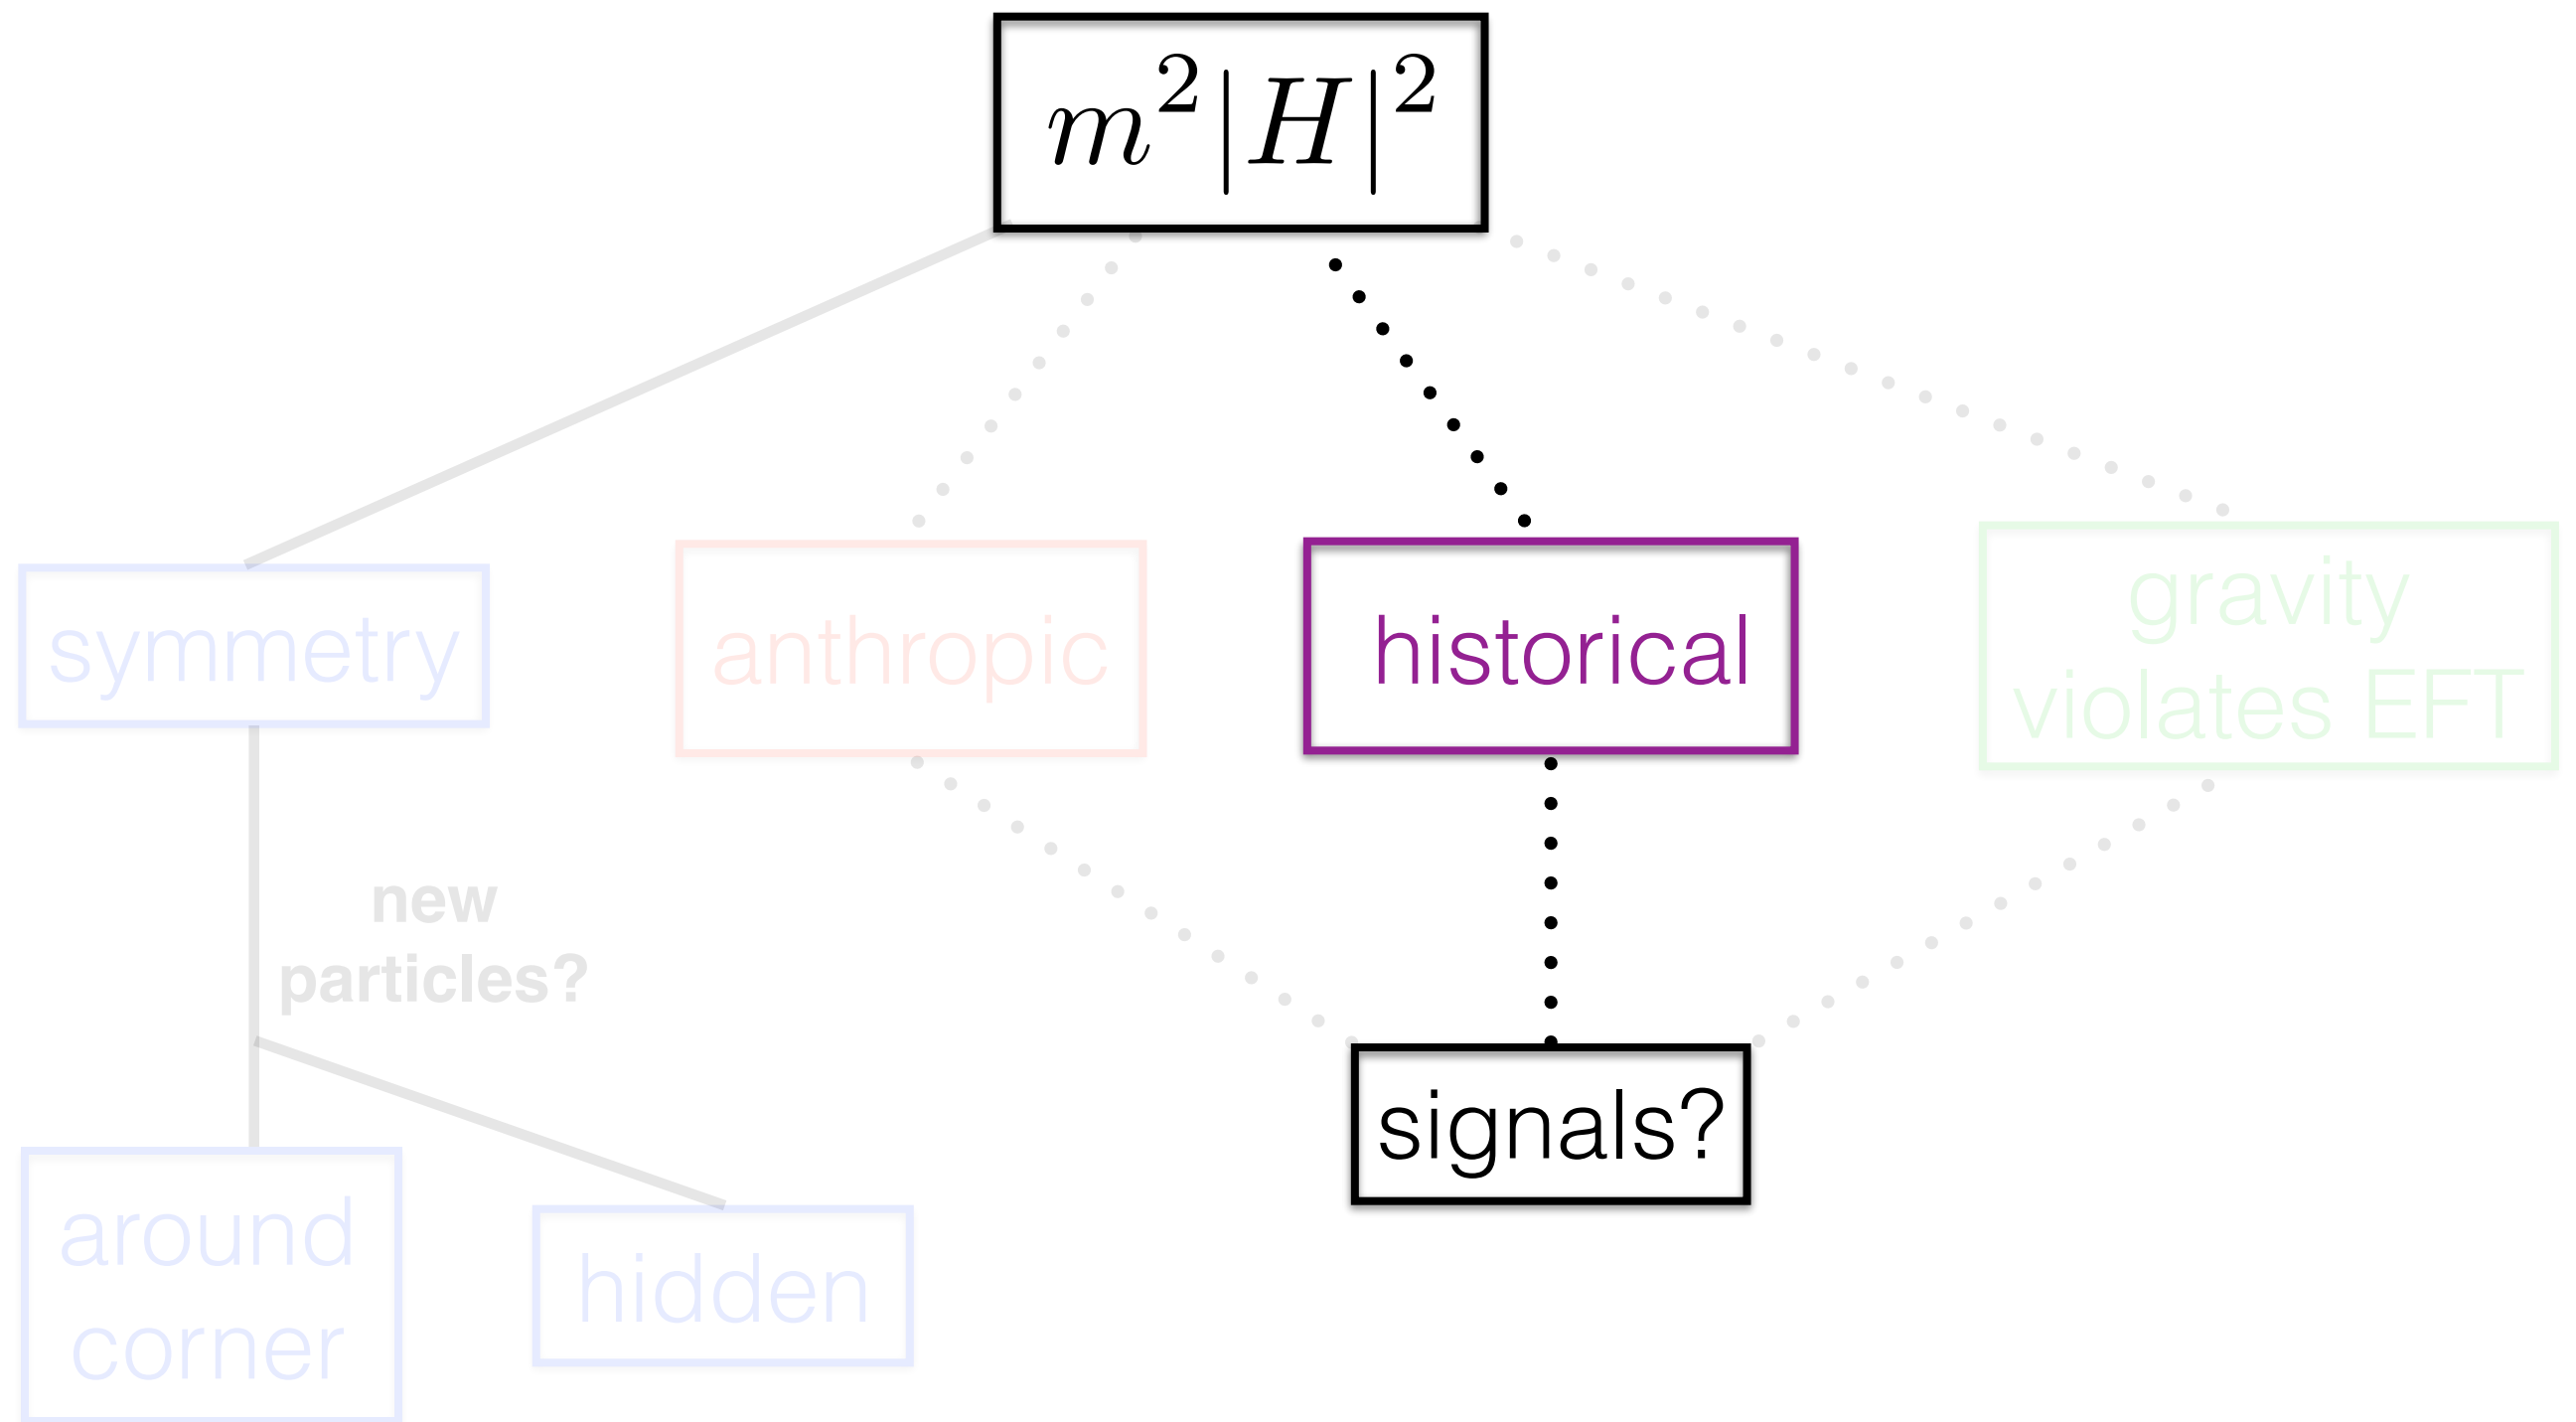 m²|H|²
symmetry
anthropic
historical
gravity
violates EFT
new
particles?
signals?
around
corner
hidden